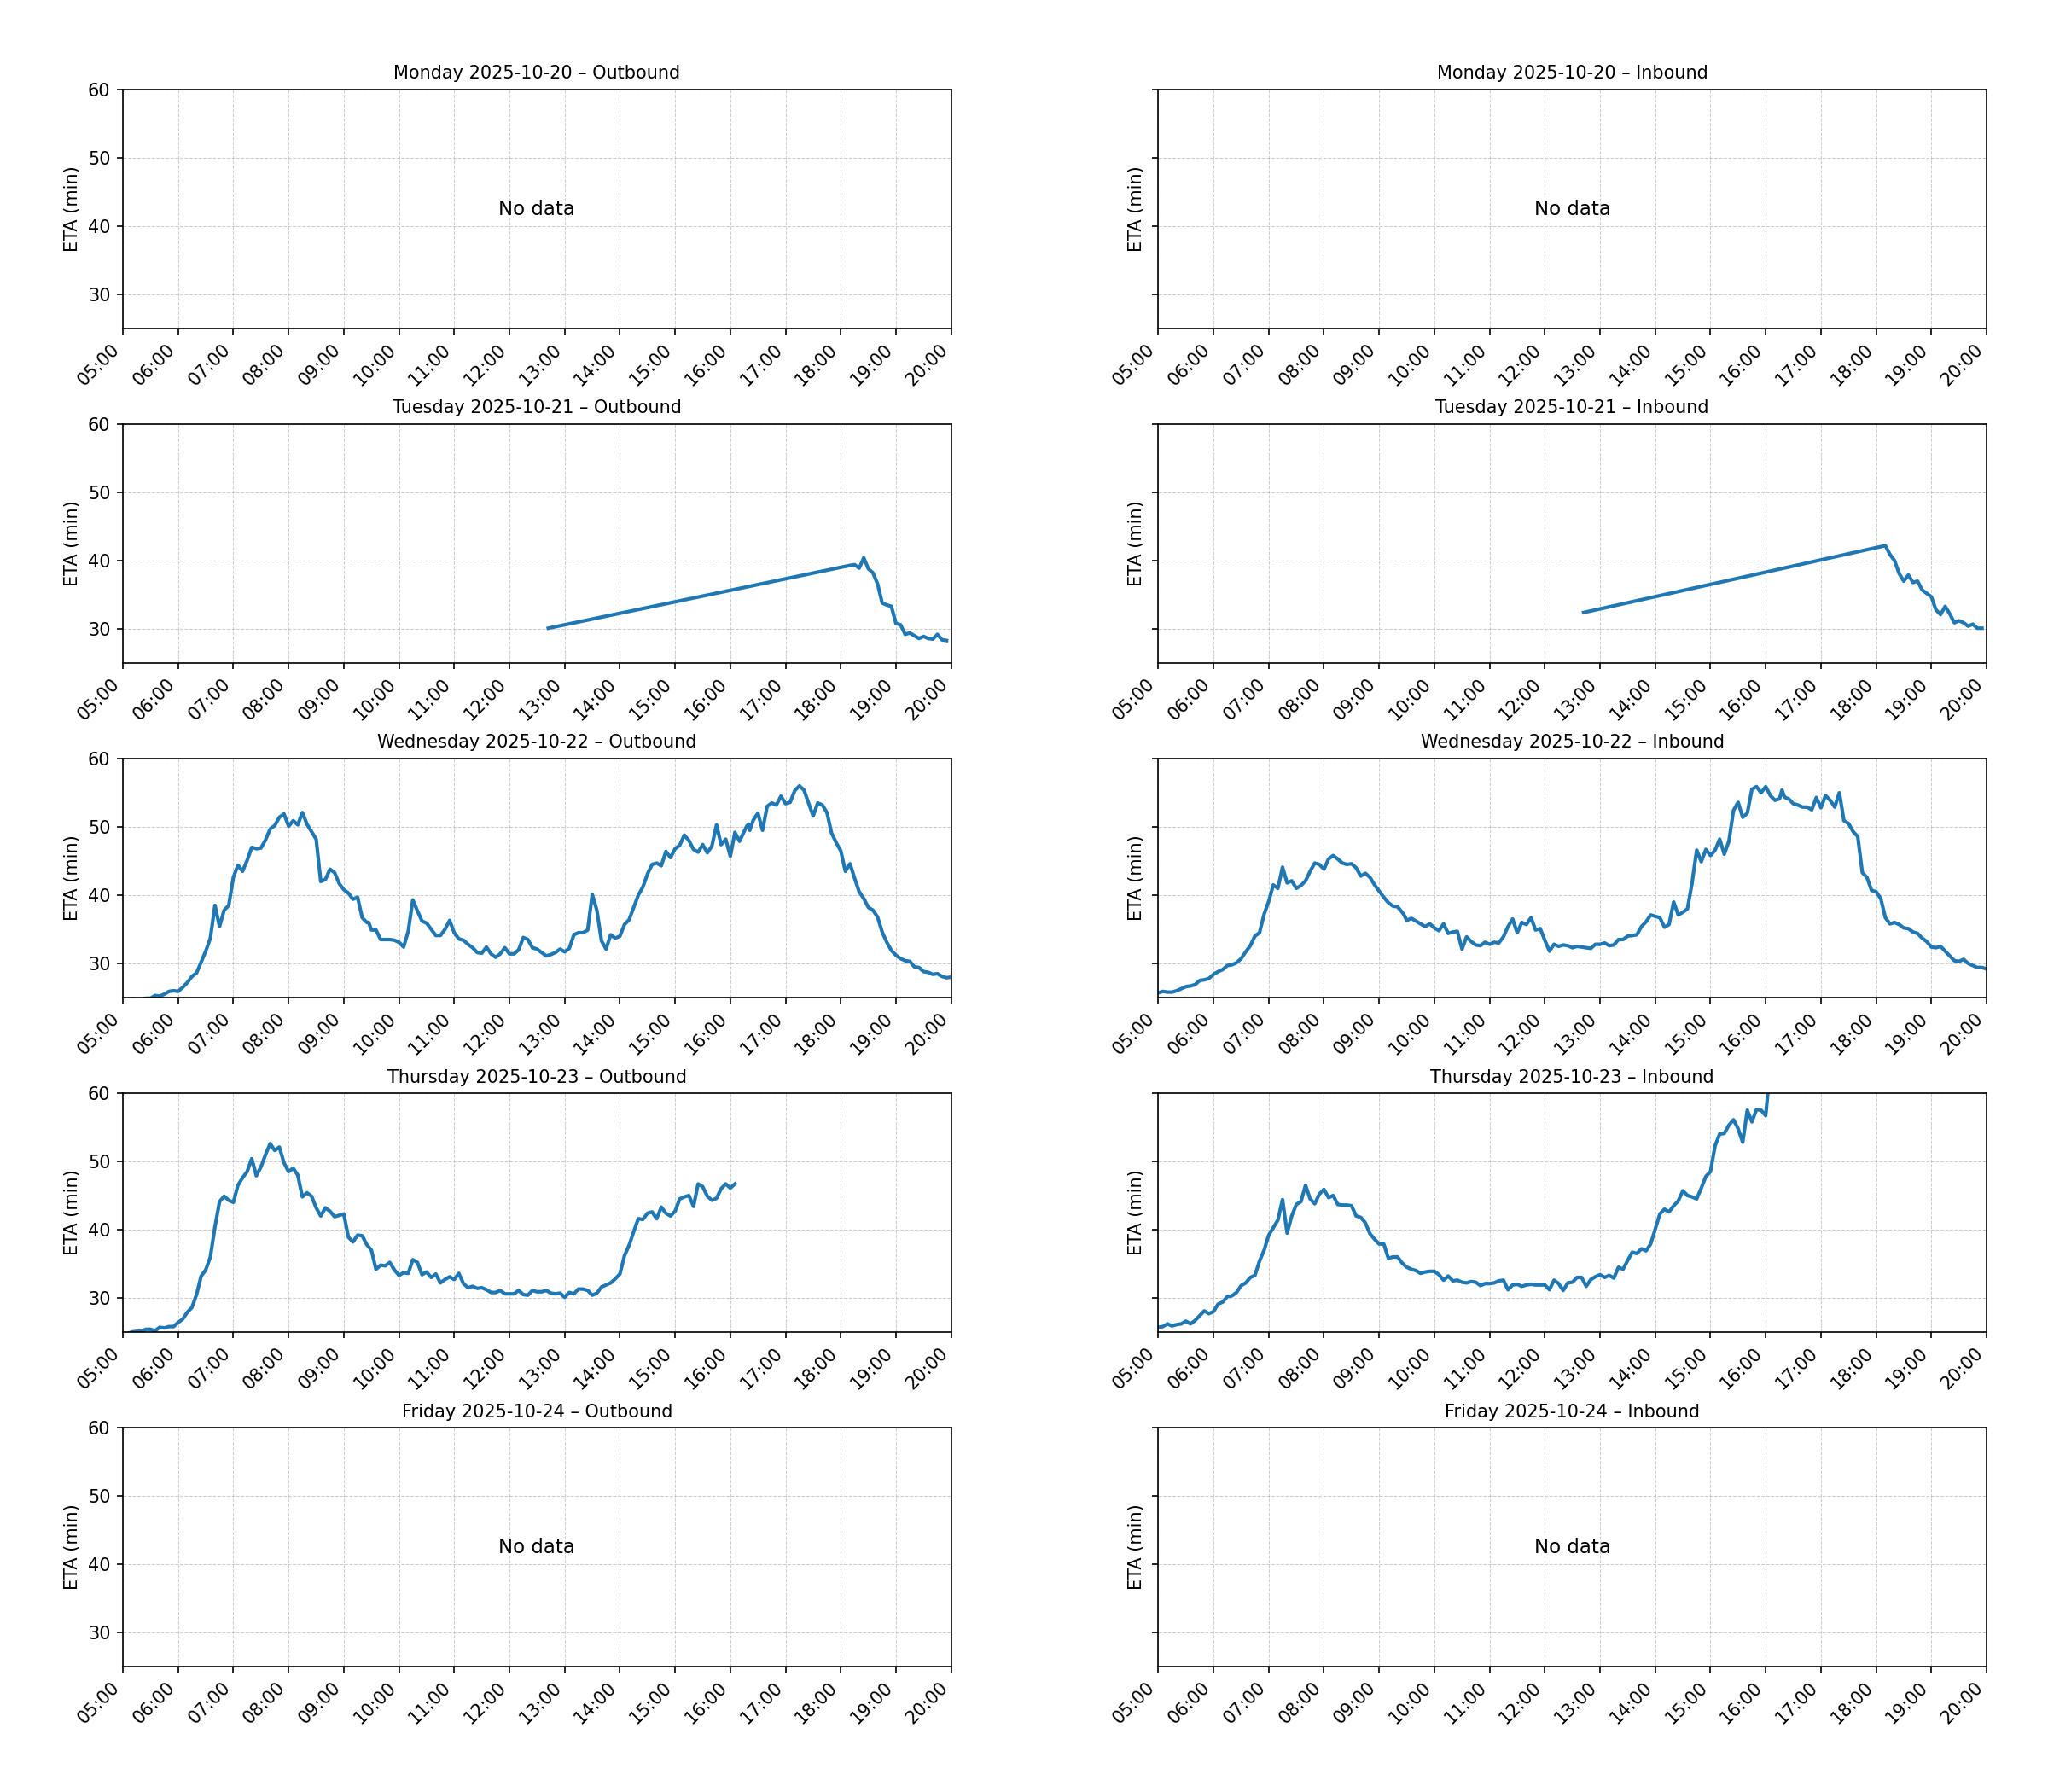 Monday 2025-10-20 – Outbound
60
50
40
30
ETA (min)
No data
05:00 06:00 07:00 08:00 09:00 10:00 11:00 12:00 13:00 14:00 15:00 16:00 17:00 18:00 19:00 20:00
Monday 2025-10-20 – Inbound
ETA (min)
No data
05:00 06:00 07:00 08:00 09:00 10:00 11:00 12:00 13:00 14:00 15:00 16:00 17:00 18:00 19:00 20:00
Tuesday 2025-10-21 – Outbound
60
50
40
30
ETA (min)
05:00 06:00 07:00 08:00 09:00 10:00 11:00 12:00 13:00 14:00 15:00 16:00 17:00 18:00 19:00 20:00
Tuesday 2025-10-21 – Inbound
ETA (min)
05:00 06:00 07:00 08:00 09:00 10:00 11:00 12:00 13:00 14:00 15:00 16:00 17:00 18:00 19:00 20:00
Wednesday 2025-10-22 – Outbound
60
50
40
30
ETA (min)
05:00 06:00 07:00 08:00 09:00 10:00 11:00 12:00 13:00 14:00 15:00 16:00 17:00 18:00 19:00 20:00
Wednesday 2025-10-22 – Inbound
ETA (min)
05:00 06:00 07:00 08:00 09:00 10:00 11:00 12:00 13:00 14:00 15:00 16:00 17:00 18:00 19:00 20:00
Thursday 2025-10-23 – Outbound
60
50
40
30
ETA (min)
05:00 06:00 07:00 08:00 09:00 10:00 11:00 12:00 13:00 14:00 15:00 16:00 17:00 18:00 19:00 20:00
Thursday 2025-10-23 – Inbound
ETA (min)
05:00 06:00 07:00 08:00 09:00 10:00 11:00 12:00 13:00 14:00 15:00 16:00 17:00 18:00 19:00 20:00
Friday 2025-10-24 – Outbound
60
50
40
30
ETA (min)
No data
05:00 06:00 07:00 08:00 09:00 10:00 11:00 12:00 13:00 14:00 15:00 16:00 17:00 18:00 19:00 20:00
Friday 2025-10-24 – Inbound
ETA (min)
No data
05:00 06:00 07:00 08:00 09:00 10:00 11:00 12:00 13:00 14:00 15:00 16:00 17:00 18:00 19:00 20:00